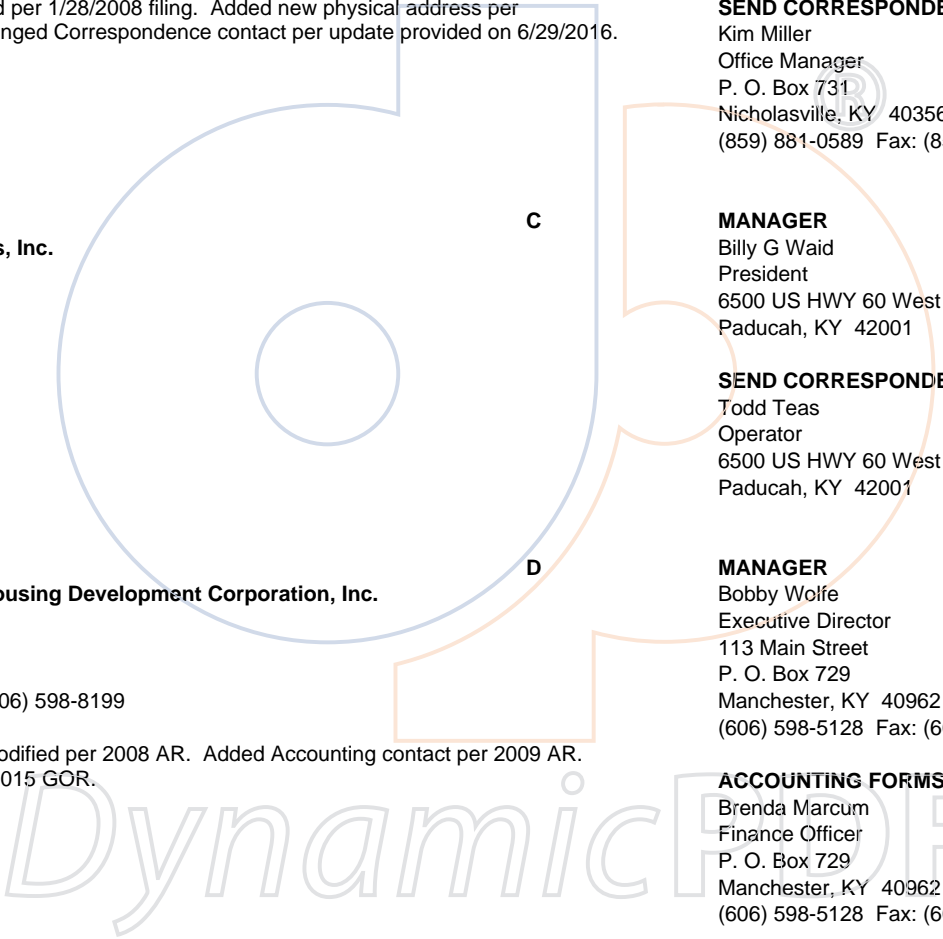 d per 1/28/2008 filing. Added new physical address per
nged Correspondence contact per update provided on 6/29/2016.
s, Inc.
C
ousing Development Corporation, Inc.
D
06) 598-8199
odified per 2008 AR. Added Accounting contact per 2009 AR.
015 GOR.
SEND CORRESPONDE
Kim Miller
Office Manager
P. O. Box 731
Nicholasville, KY 40356
(859) 881-0589 Fax: (8
MANAGER
Billy G Waid
President
6500 US HWY 60 West
Paducah, KY 42001
SEND CORRESPONDE
Todd Teas
Operator
6500 US HWY 60 West
Paducah, KY 42001
MANAGER
Bobby Wolfe
Executive Director
113 Main Street
P. O. Box 729
Manchester, KY 40962
(606) 598-5128 Fax: (6
ACCOUNTING FORMS
Brenda Marcum
Finance Officer
P. O. Box 729
Manchester, KY 40962
(606) 598-5128 Fax: (6
DynamicPDF
®